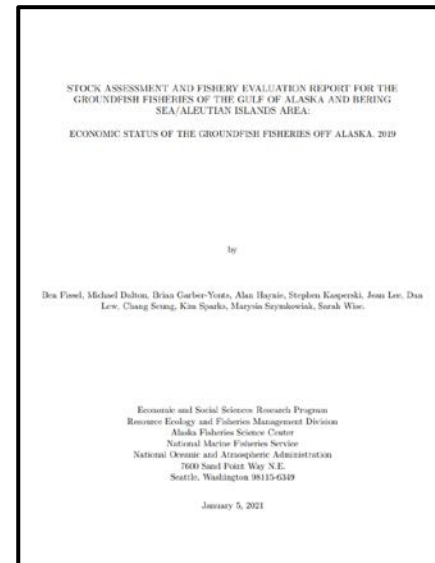 STOCK ASSESSMENT AND FISHERY EVALUATION REPORT FOR THE
GROUNDFISH FISHERIES OF THE GULF OF ALASKA AND BERING
SEA/ALEUTIAN ISLANDS AREA:
ECONOMIC STATUS OF THE GROUNDFISH FISHERIES OFF ALASKA, 2019
by
Ben Fissel, Michael Dalton, Brian Garber-Yonts, Alan Haynie, Stephen Kasperski, Jean Lee, Dan
Lew, Chang Seung, Kim Sparks, Marysia Szymkowiak, Sarah Wise.
Economic and Social Sciences Research Program
Resource Ecology and Fisheries Management Division
Alaska Fisheries Science Center
National Marine Fisheries Service
National Oceanic and Atmospheric Administration
7600 Sand Point Way N.E.
Seattle, Washington 98115-6349
January 5, 2021